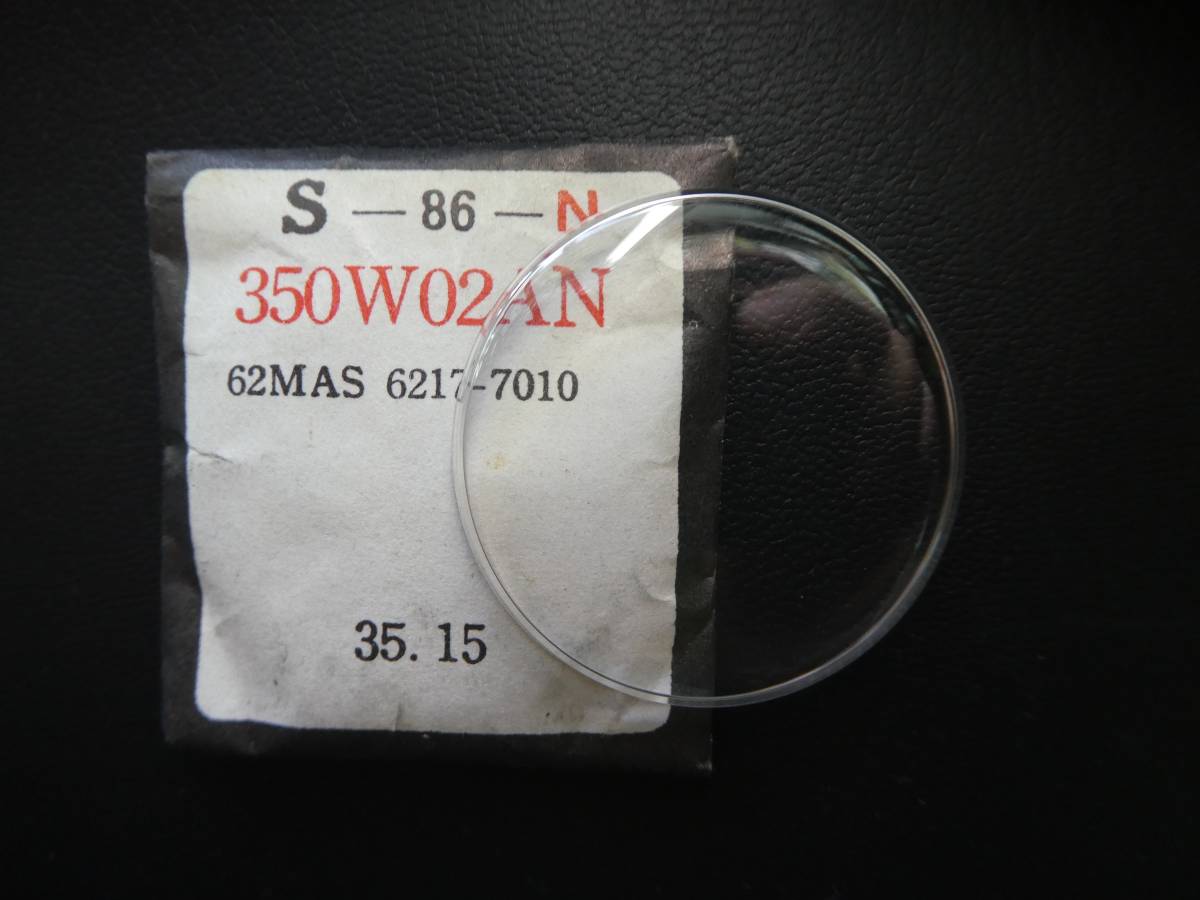 S — 86 — N
350W02AN
62MAS 6217-7010
35. 15